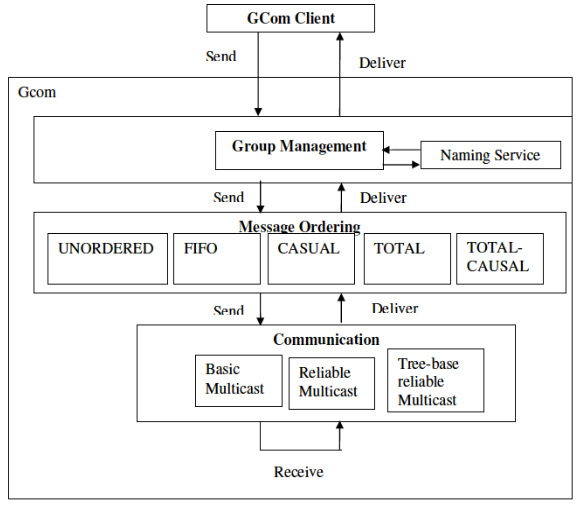 GCom Client
Send
Deliver
Gcom
Group Management
Naming Service
Send
Deliver
Message Ordering
UNORDERED
FIFO
CASUAL
TOTAL
TOTAL-
CAUSAL
Send
Deliver
Communication
Basic
Multicast
Reliable
Multicast
Tree-base
reliable
Multicast
Receive